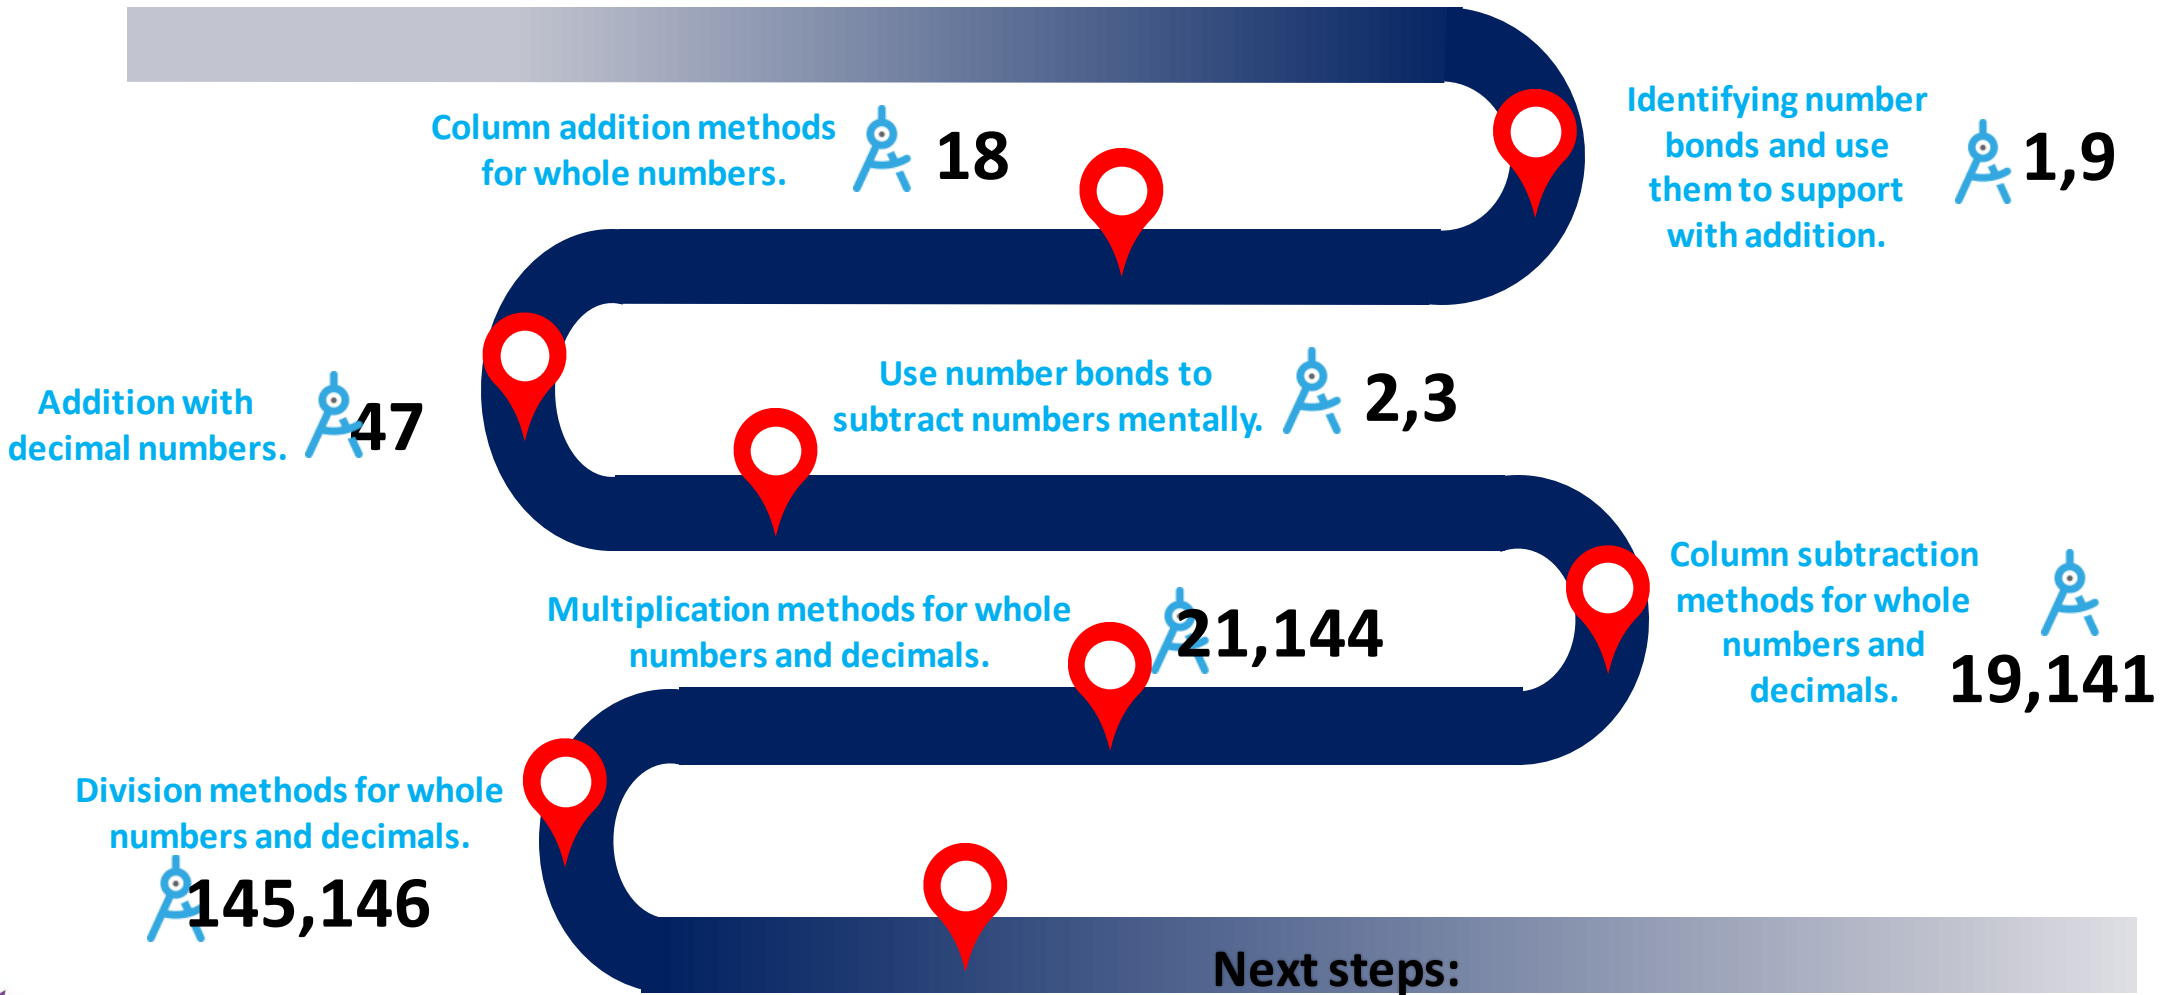 Identifying number
bonds and use
them to support
with addition.
1,9
Column addition methods
for whole numbers.
18
Addition with
decimal numbers.
47
Use number bonds to
subtract numbers mentally.
2,3
Column subtraction
methods for whole
numbers and
decimals.
19,141
Multiplication methods for whole
numbers and decimals.
21,144
Division methods for whole
numbers and decimals.
145,146
Next steps: